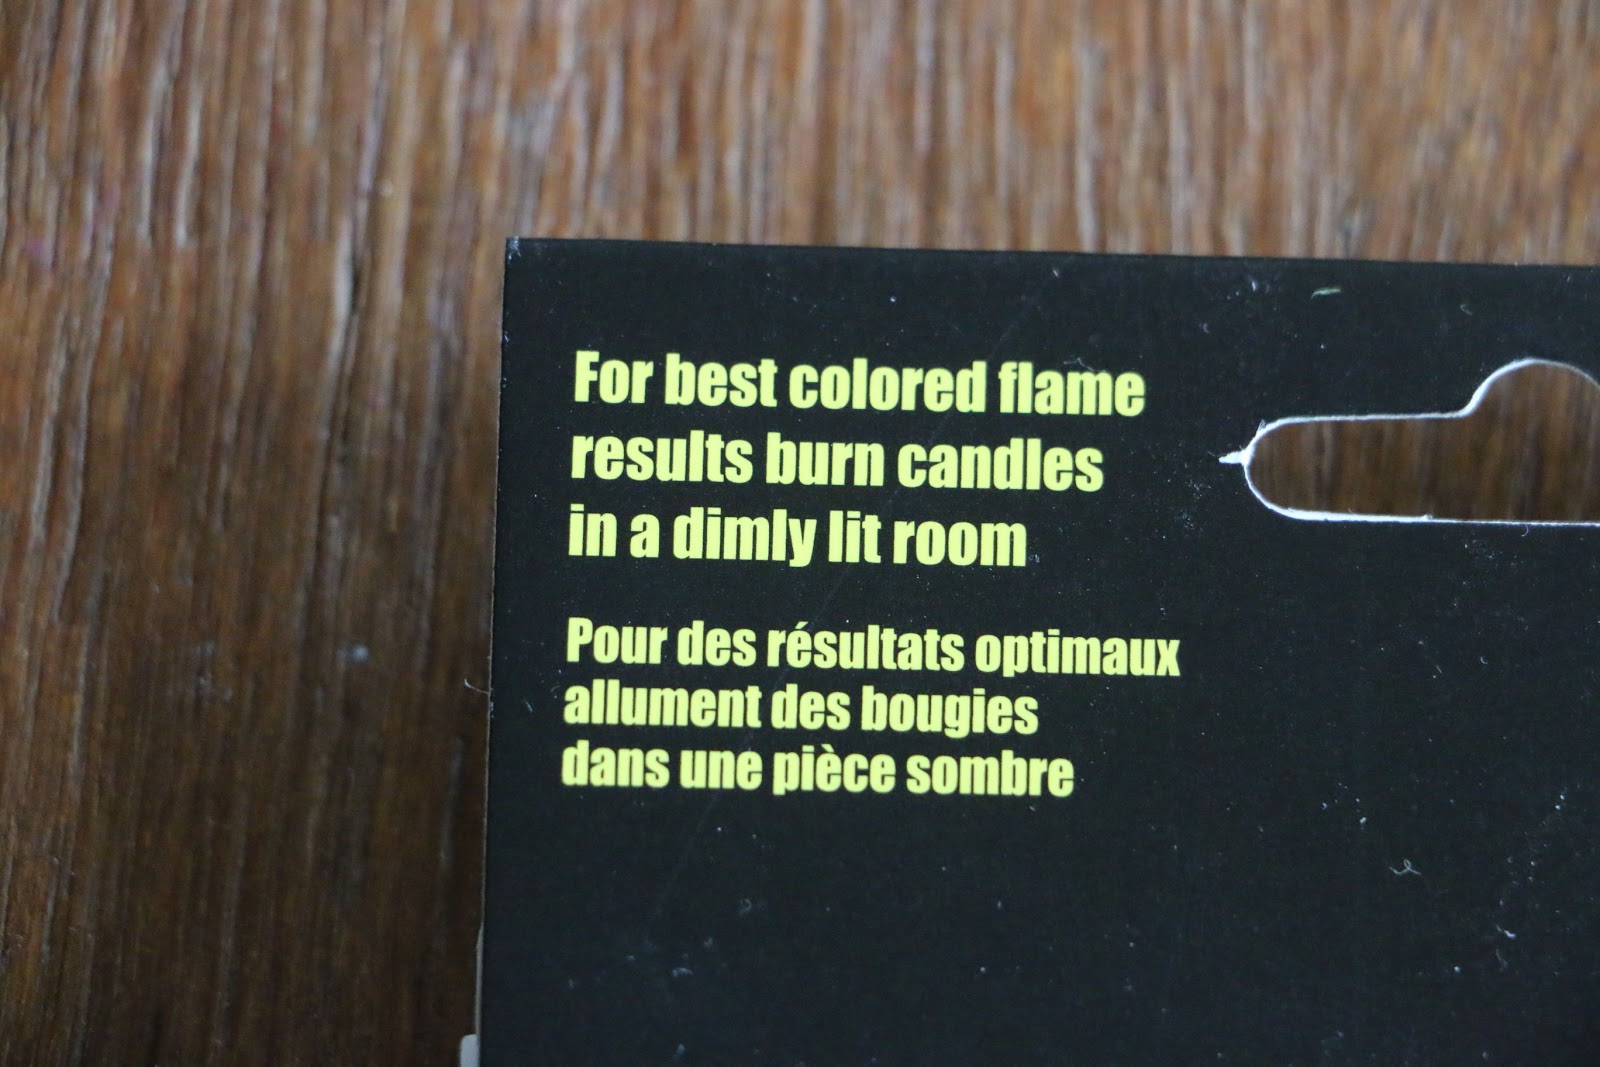 For best colored flame
results burn candles
in a dimly lit room
Pour des résultats optimaux
allument des bougies
dans une pièce sombre